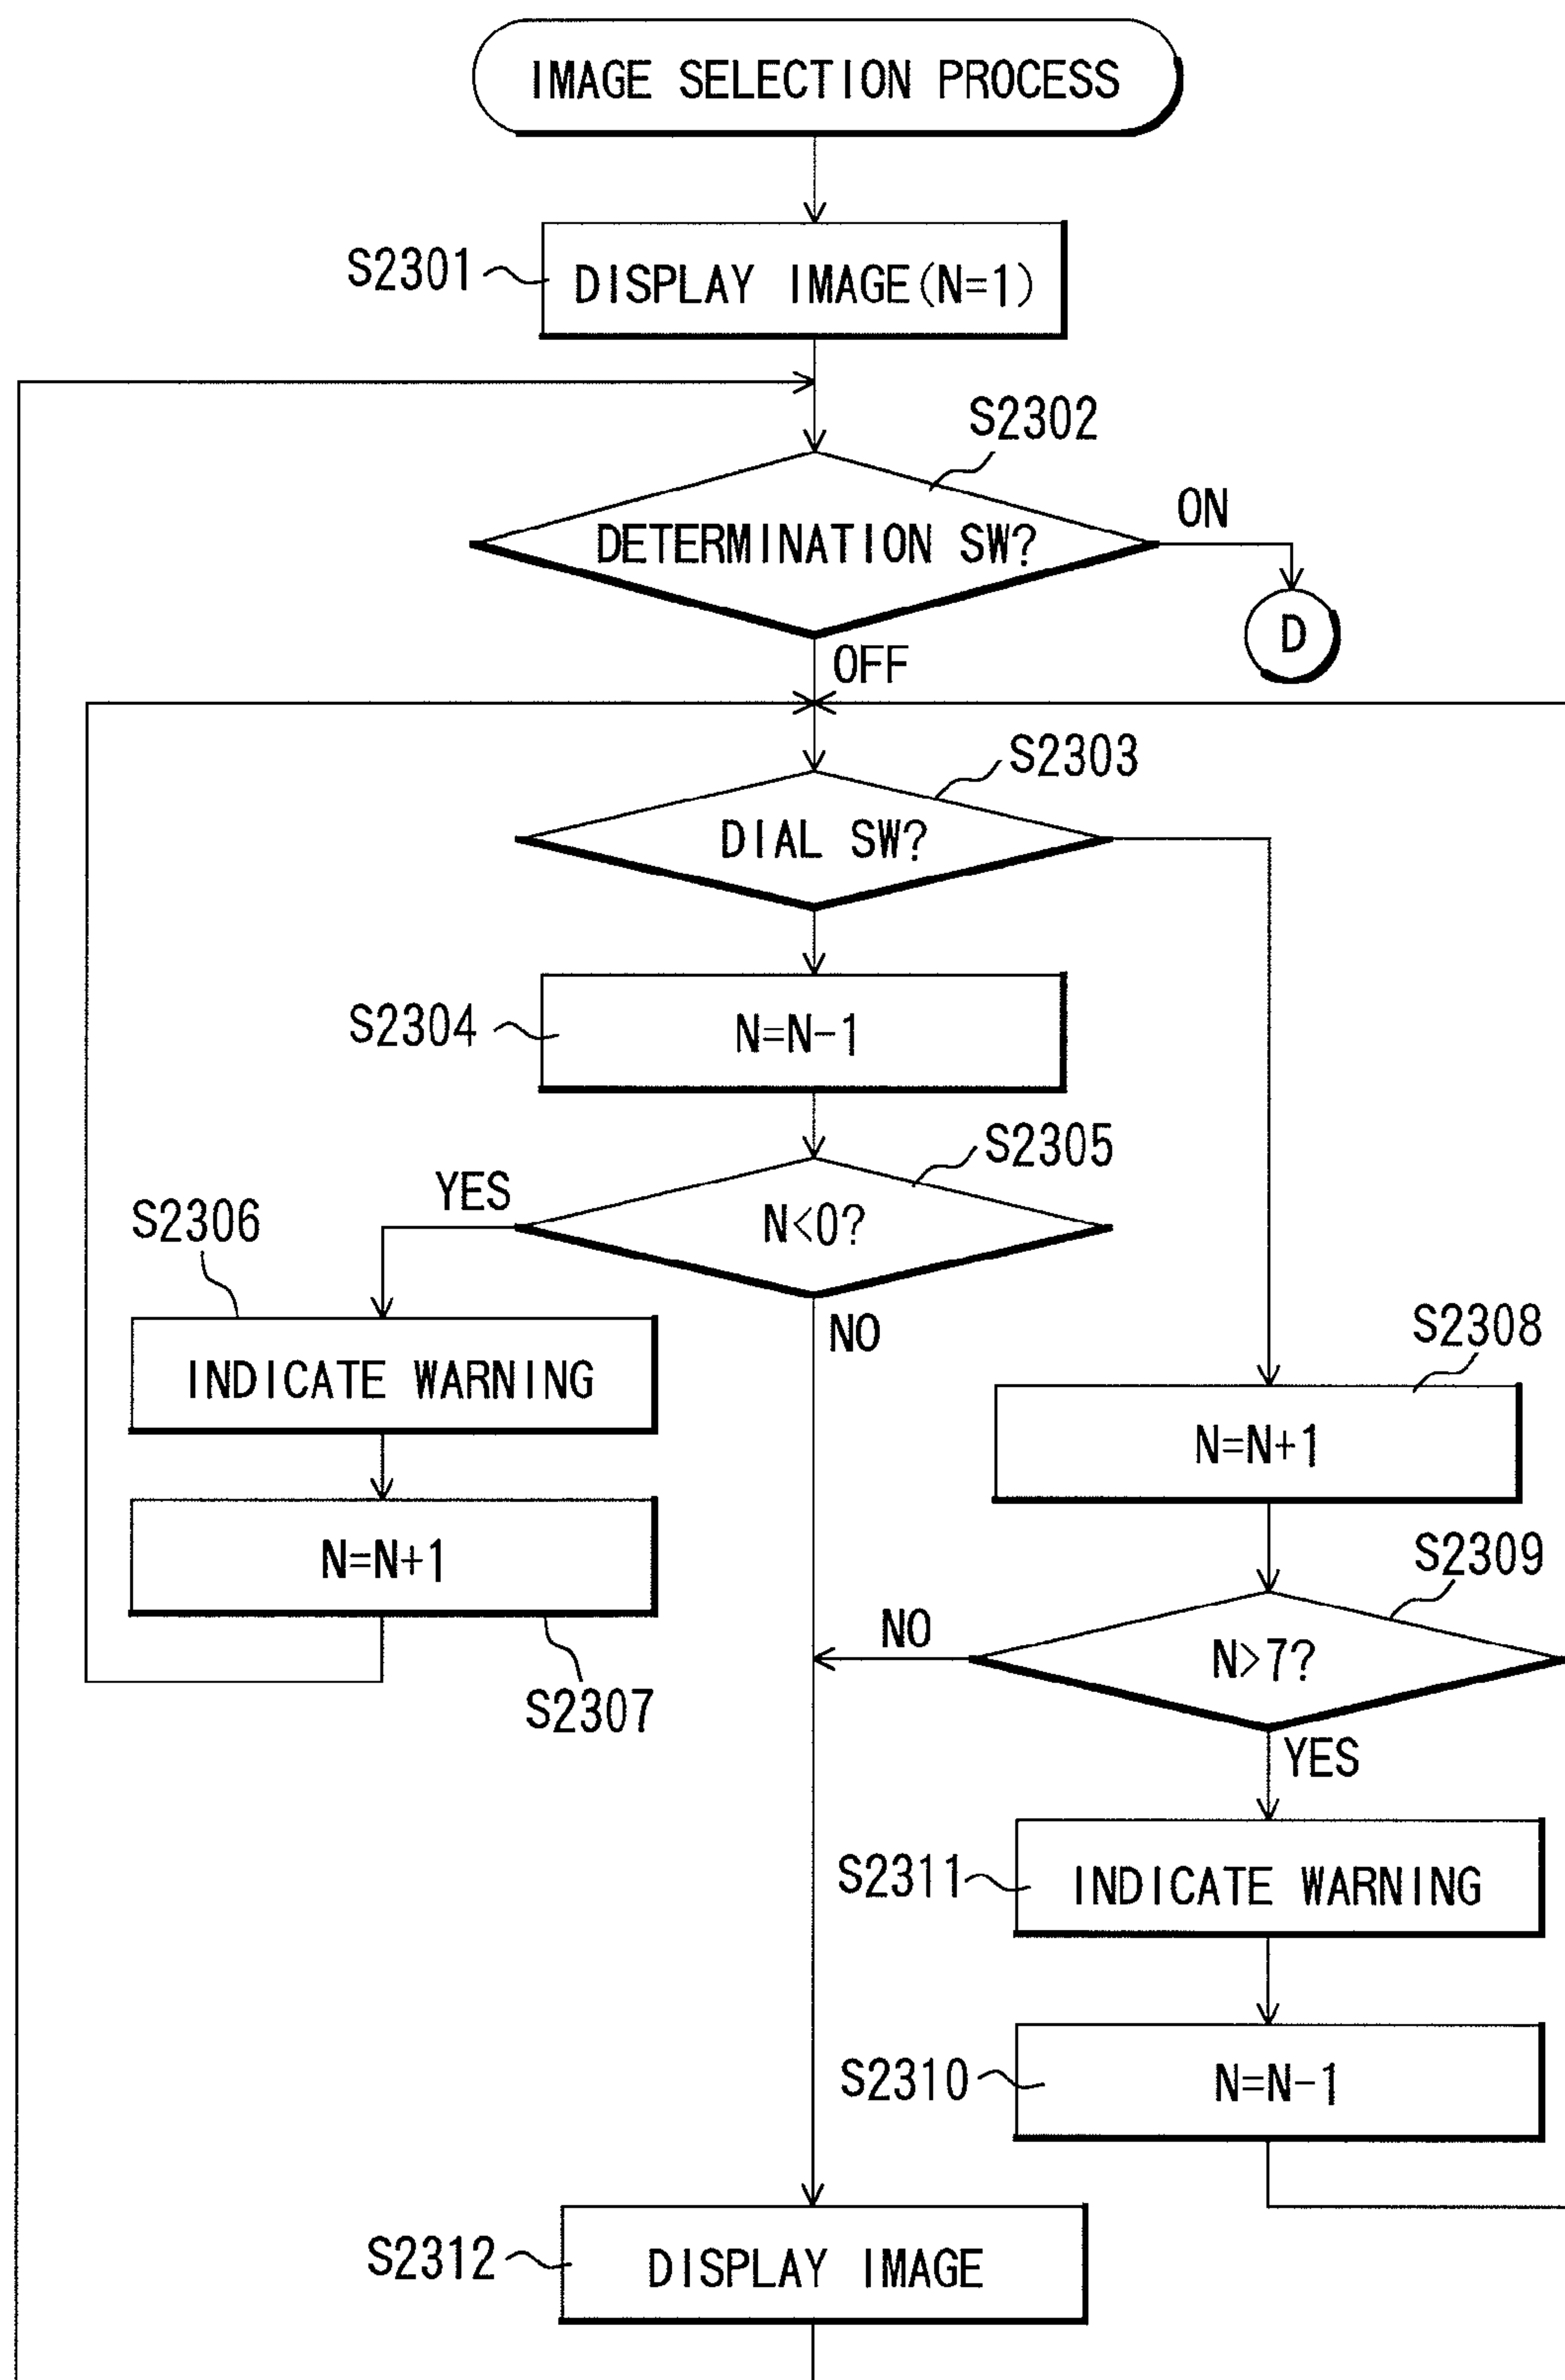 IMAGE SELECTION PROCESS
S2301
DISPLAY IMAGE(N=1)
S2302
DETERMINATION SW?
ON
D
OFF
S2303
DIAL SW?
S2304
N=N-1
S2305
YES
N<0?
S2306
NO
INDICATE WARNING
S2308
N=N+1
N=N+1
S2307
S2309
NO
N>7?
YES
S2311
INDICATE WARNING
S2310
N=N-1
S2312
DISPLAY IMAGE